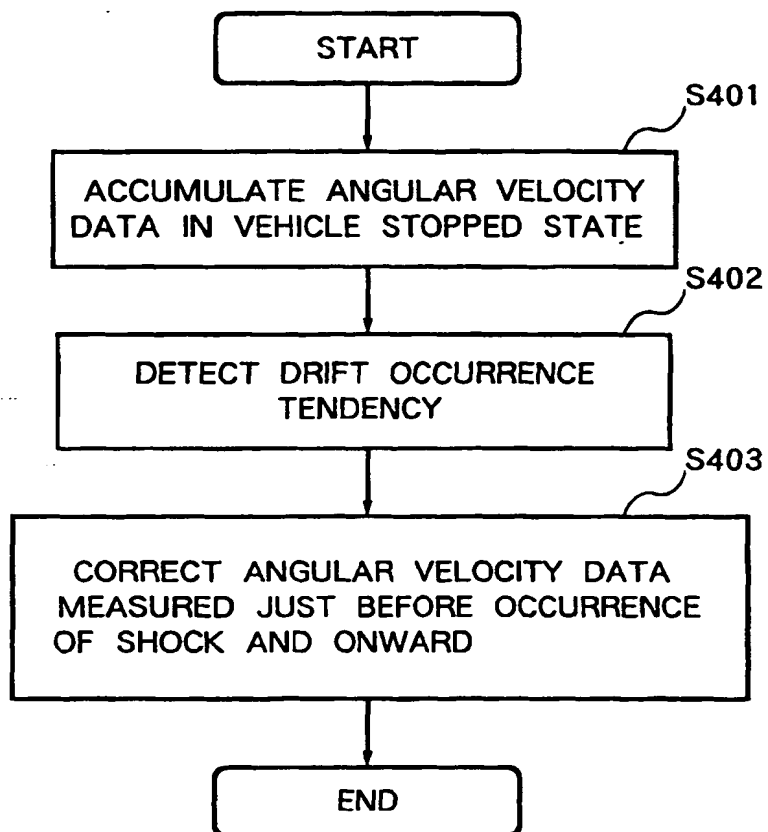 START
S401
ACCUMULATE ANGULAR VELOCITY
DATA IN VEHICLE STOPPED STATE
S402
DETECT DRIFT OCCURRENCE
TENDENCY
S403
CORRECT ANGULAR VELOCITY DATA
MEASURED JUST BEFORE OCCURRENCE
OF SHOCK AND ONWARD
END